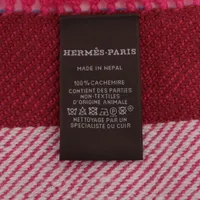 HERMÈS-PARIS
MADE IN NEPAL
100% CACHEMIRE
CONTIENT DES PARTIES
NON-TEXTILES
D'ORIGINE ANIMALE
NETTOYAGE PAR UN
SPECIALISTE DU CUIR